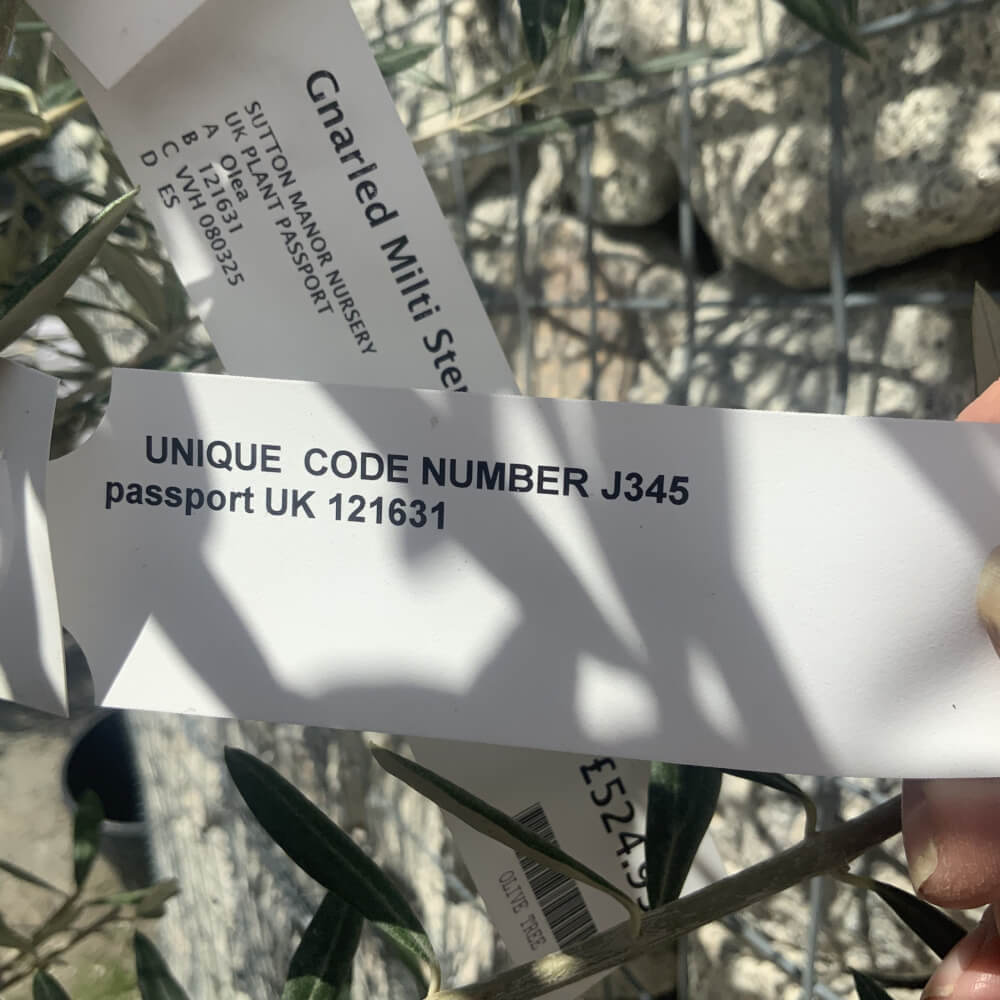 Gnarled Milti Ste
SUTTON MANOR NURSERY
UK PLANT PASSPORT
A Olea
B 121631
C VVH 080325
D ES
UNIQUE CODE NUMBER J345
passport UK 121631
£524.9
OLIVE TREE